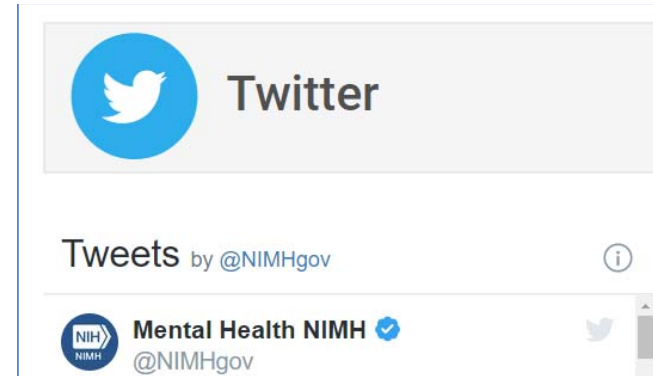 Twitter
Tweets by @NIMHgov
NIH
NIMH
Mental Health NIMH
@NIMHgov